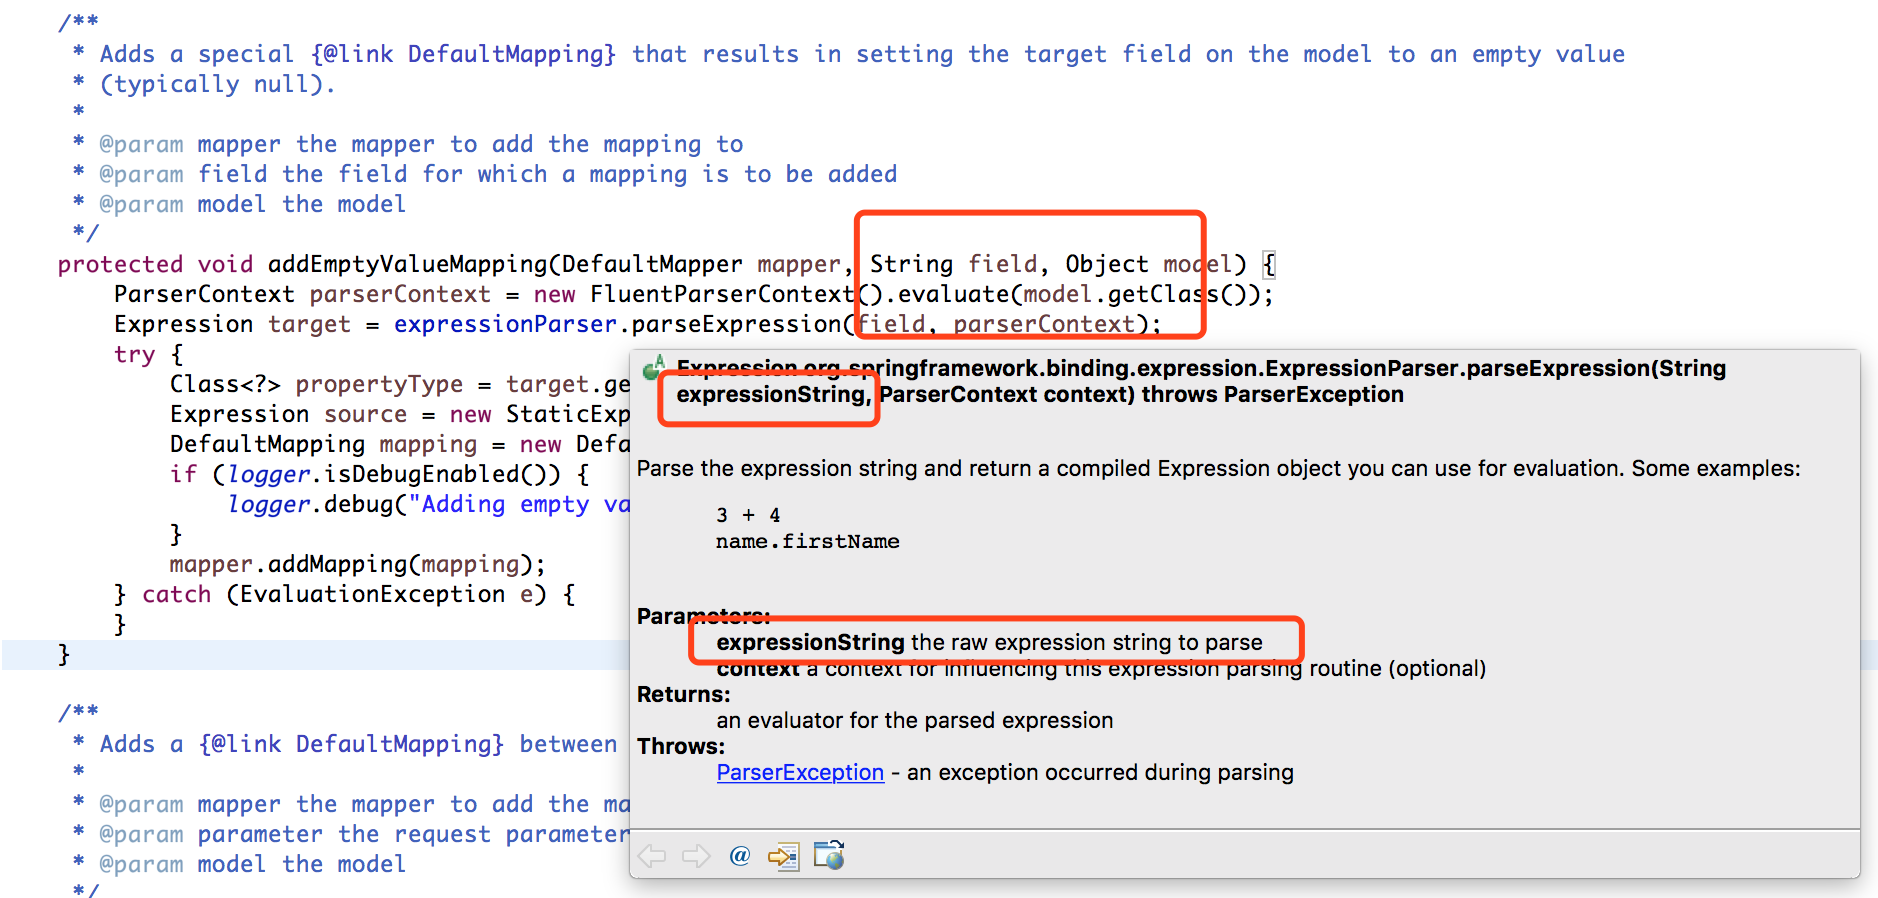 /**
* Adds a special {@link DefaultMapping} that results in setting the target field on the model to an empty value
* (typically null).
*
* @param mapper the mapper to add the mapping to
* @param field the field for which a mapping is to be added
* @param model the model
*/
protected void addEmptyValueMapping(DefaultMapper mapper, String field, Object model) {
ParserContext parserContext = new FluentParserContext().evaluate(model.getClass());
Expression target = expressionParser.parseExpression(field, parserContext);
try {
Class<?> propertyType = target.ge
Expression source = new StaticExp
DefaultMapping mapping = new Defa
if (logger.isDebugEnabled()) {
logger.debug("Adding empty va
}
mapper.addMapping(mapping);
} catch (EvaluationException e) {
}
}
/**
* Adds a {@link DefaultMapping} between
*
* @param mapper the mapper to add the ma
* @param parameter the request parameter
* @param model the model
*/
Expression org.springframework.binding.expression.ExpressionParser.parseExpression(String
expressionString, ParserContext context) throws ParserException
Parse the expression string and return a compiled Expression object you can use for evaluation. Some examples:
3 + 4
name.firstName
Parameters:
expressionString the raw expression string to parse
context a context for influencing this expression parsing routine (optional)
Returns:
an evaluator for the parsed expression
Throws:
ParserException - an exception occurred during parsing
@